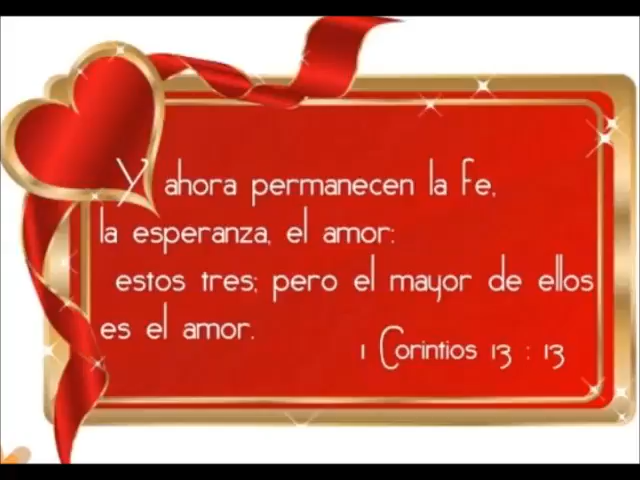 Y ahora permanecen la fe,
la esperanza, el amor:
estos tres; pero el mayor de ellos
es el amor.
1 Corintios 13 : 13